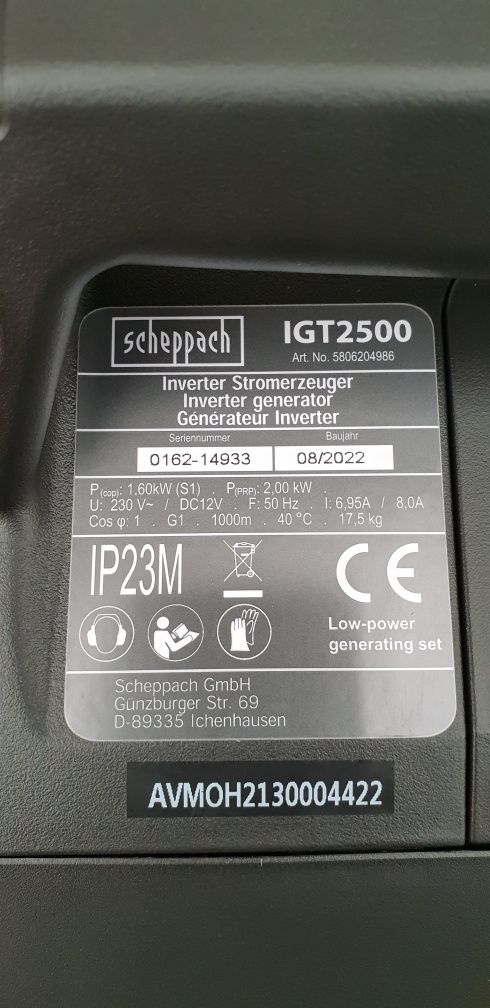 scheppach
IGT2500
Art. No. 5806204986
Inverter Stromerzeuger
Inverter generator
Générateur Inverter
Seriennummer Baujahr
0162-14933 08/2022
P(cop): 1,60kW (S1) . P(PRP): 2,00 kW .
U: 230 V~ / DC12V . F: 50 Hz . I: 6,95A / 8,0A
Cos φ: 1 . G1 . 1000m . 40 °C . 17,5 kg
IP23M
CE
Low-power
generating set
Scheppach GmbH
Günzburger Str. 69
D-89335 Ichenhausen
AVMOH2130004422